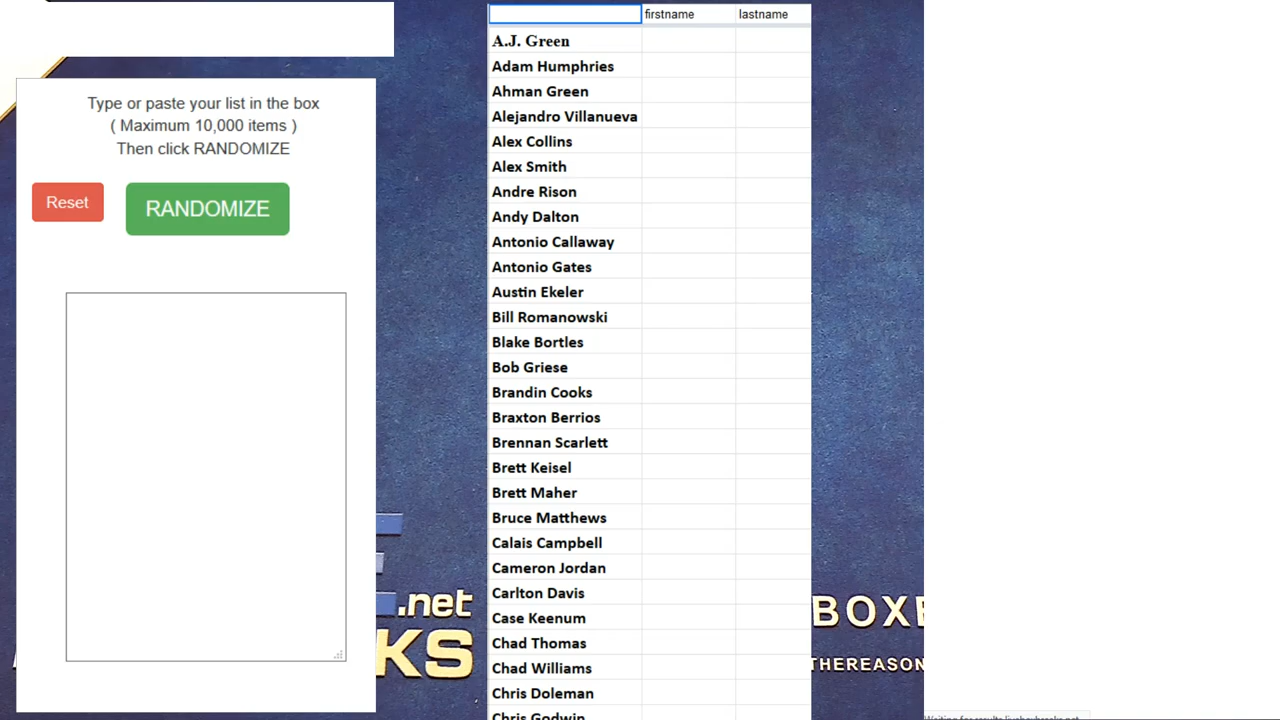 Type or paste your list in the box
( Maximum 10,000 items )
Then click RANDOMIZE
Reset
RANDOMIZE
firstname
lastname
A.J. Green
Adam Humphries
Ahman Green
Alejandro Villanueva
Alex Collins
Alex Smith
Andre Rison
Andy Dalton
Antonio Callaway
Antonio Gates
Austin Ekeler
Bill Romanowski
Blake Bortles
Bob Griese
Brandin Cooks
Braxton Berrios
Brennan Scarlett
Brett Keisel
Brett Maher
Bruce Matthews
Calais Campbell
Cameron Jordan
Carlton Davis
Case Keenum
Chad Thomas
Chad Williams
Chris Doleman
Chris Godwin
.net
KS
BOXE
THEREASON